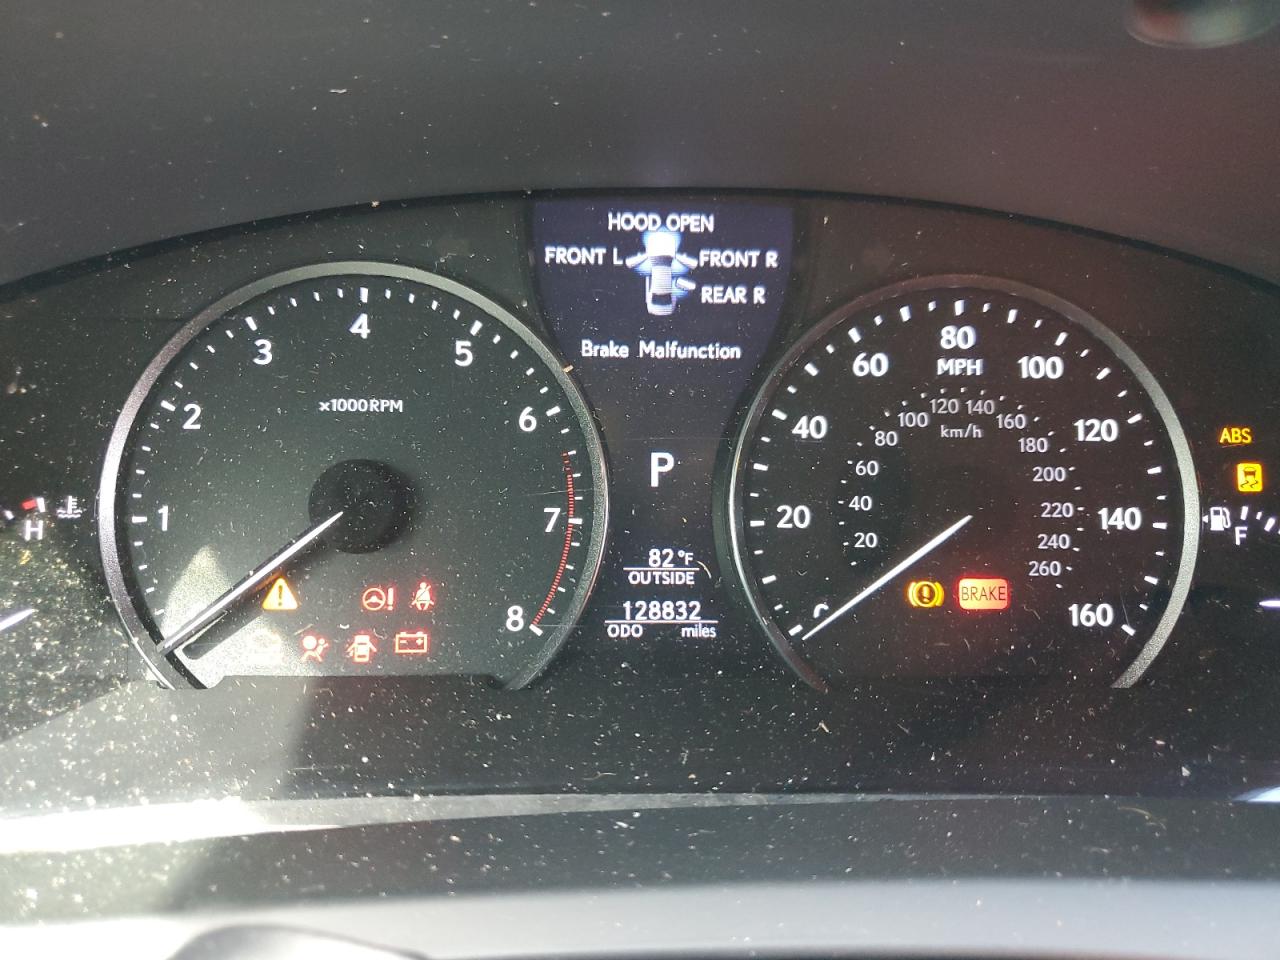 HOOD OPEN
FRONT L FRONT R
REAR R
Brake Malfunction
1 2 3 4 5 6 7 8
x1000RPM
P
82°F
OUTSIDE
128832
ODO miles
20 40 60 80 100 120 140 160
MPH
20 40 60 80 100 120 140 160 180 200 220 240 260
km/h
BRAKE
ABS
H
F